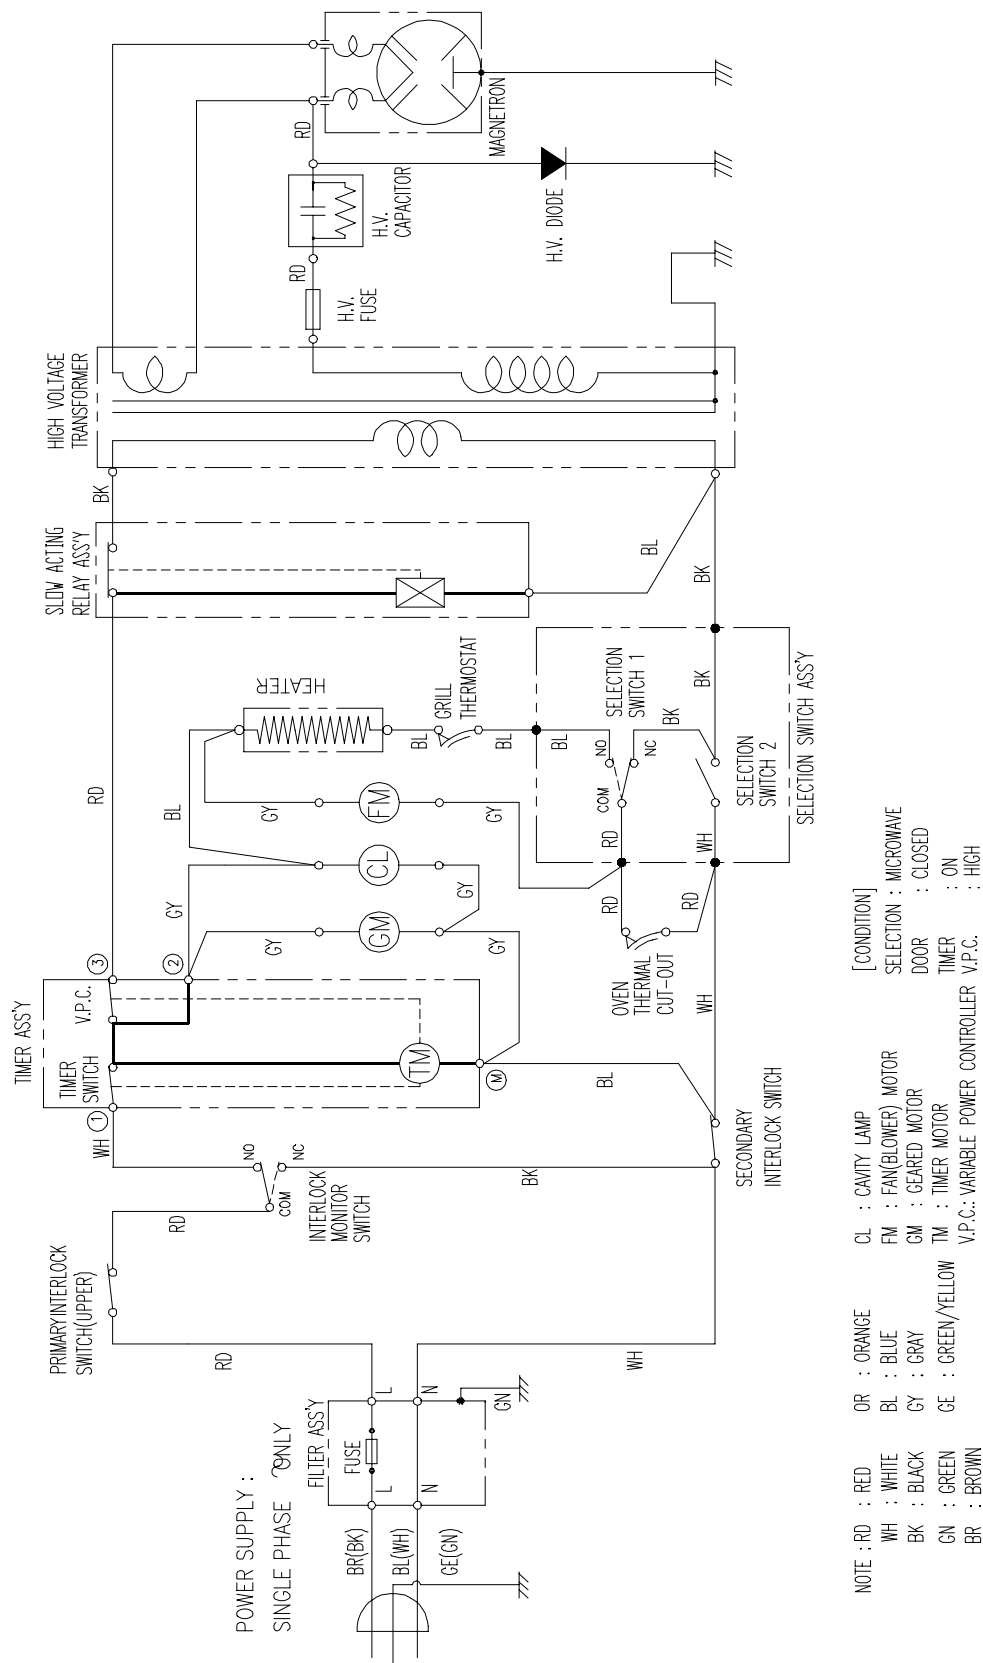 POWER SUPPLY :
SINGLE PHASE ONLY
BR(BK)
BL(WH)
GE(GN)
FILTER ASS'Y
FUSE
L
N
L
N
GN
RD
WH
PRIMARYINTERLOCK
SWITCH(UPPER)
RD
COM
NO
NC
INTERLOCK
MONITOR
SWITCH
WH
BK
SECONDARY
INTERLOCK SWITCH
TIMER ASS'Y
TIMER
SWITCH
V.P.C.
1
3
2
M
TM
BL
WH
RD
GY
GY
GM
GY
CL
GY
BL
GY
FM
GY
HEATER
BL
GRILL
THERMOSTAT
BL
OVEN
THERMAL
CUT-OUT
RD
RD
BL
NO
COM
NC
RD
BK
WH
SELECTION
SWITCH 1
SELECTION
SWITCH 2
BK
SELECTION SWITCH ASS'Y
SLOW ACTING
RELAY ASS'Y
BL
BK
BK
HIGH VOLTAGE
TRANSFORMER
H.V.
FUSE
RD
H.V.
CAPACITOR
RD
H.V. DIODE
MAGNETRON
NOTE : RD : RED
WH : WHITE
BK : BLACK
GN : GREEN
BR : BROWN
OR : ORANGE
BL : BLUE
GY : GRAY
GE : GREEN/YELLOW
CL : CAVITY LAMP
FM : FAN(BLOWER) MOTOR
GM : GEARED MOTOR
TM : TIMER MOTOR
V.P.C.: VARIABLE POWER CONTROLLER
[CONDITION]
SELECTION : MICROWAVE
DOOR : CLOSED
TIMER : ON
V.P.C. : HIGH